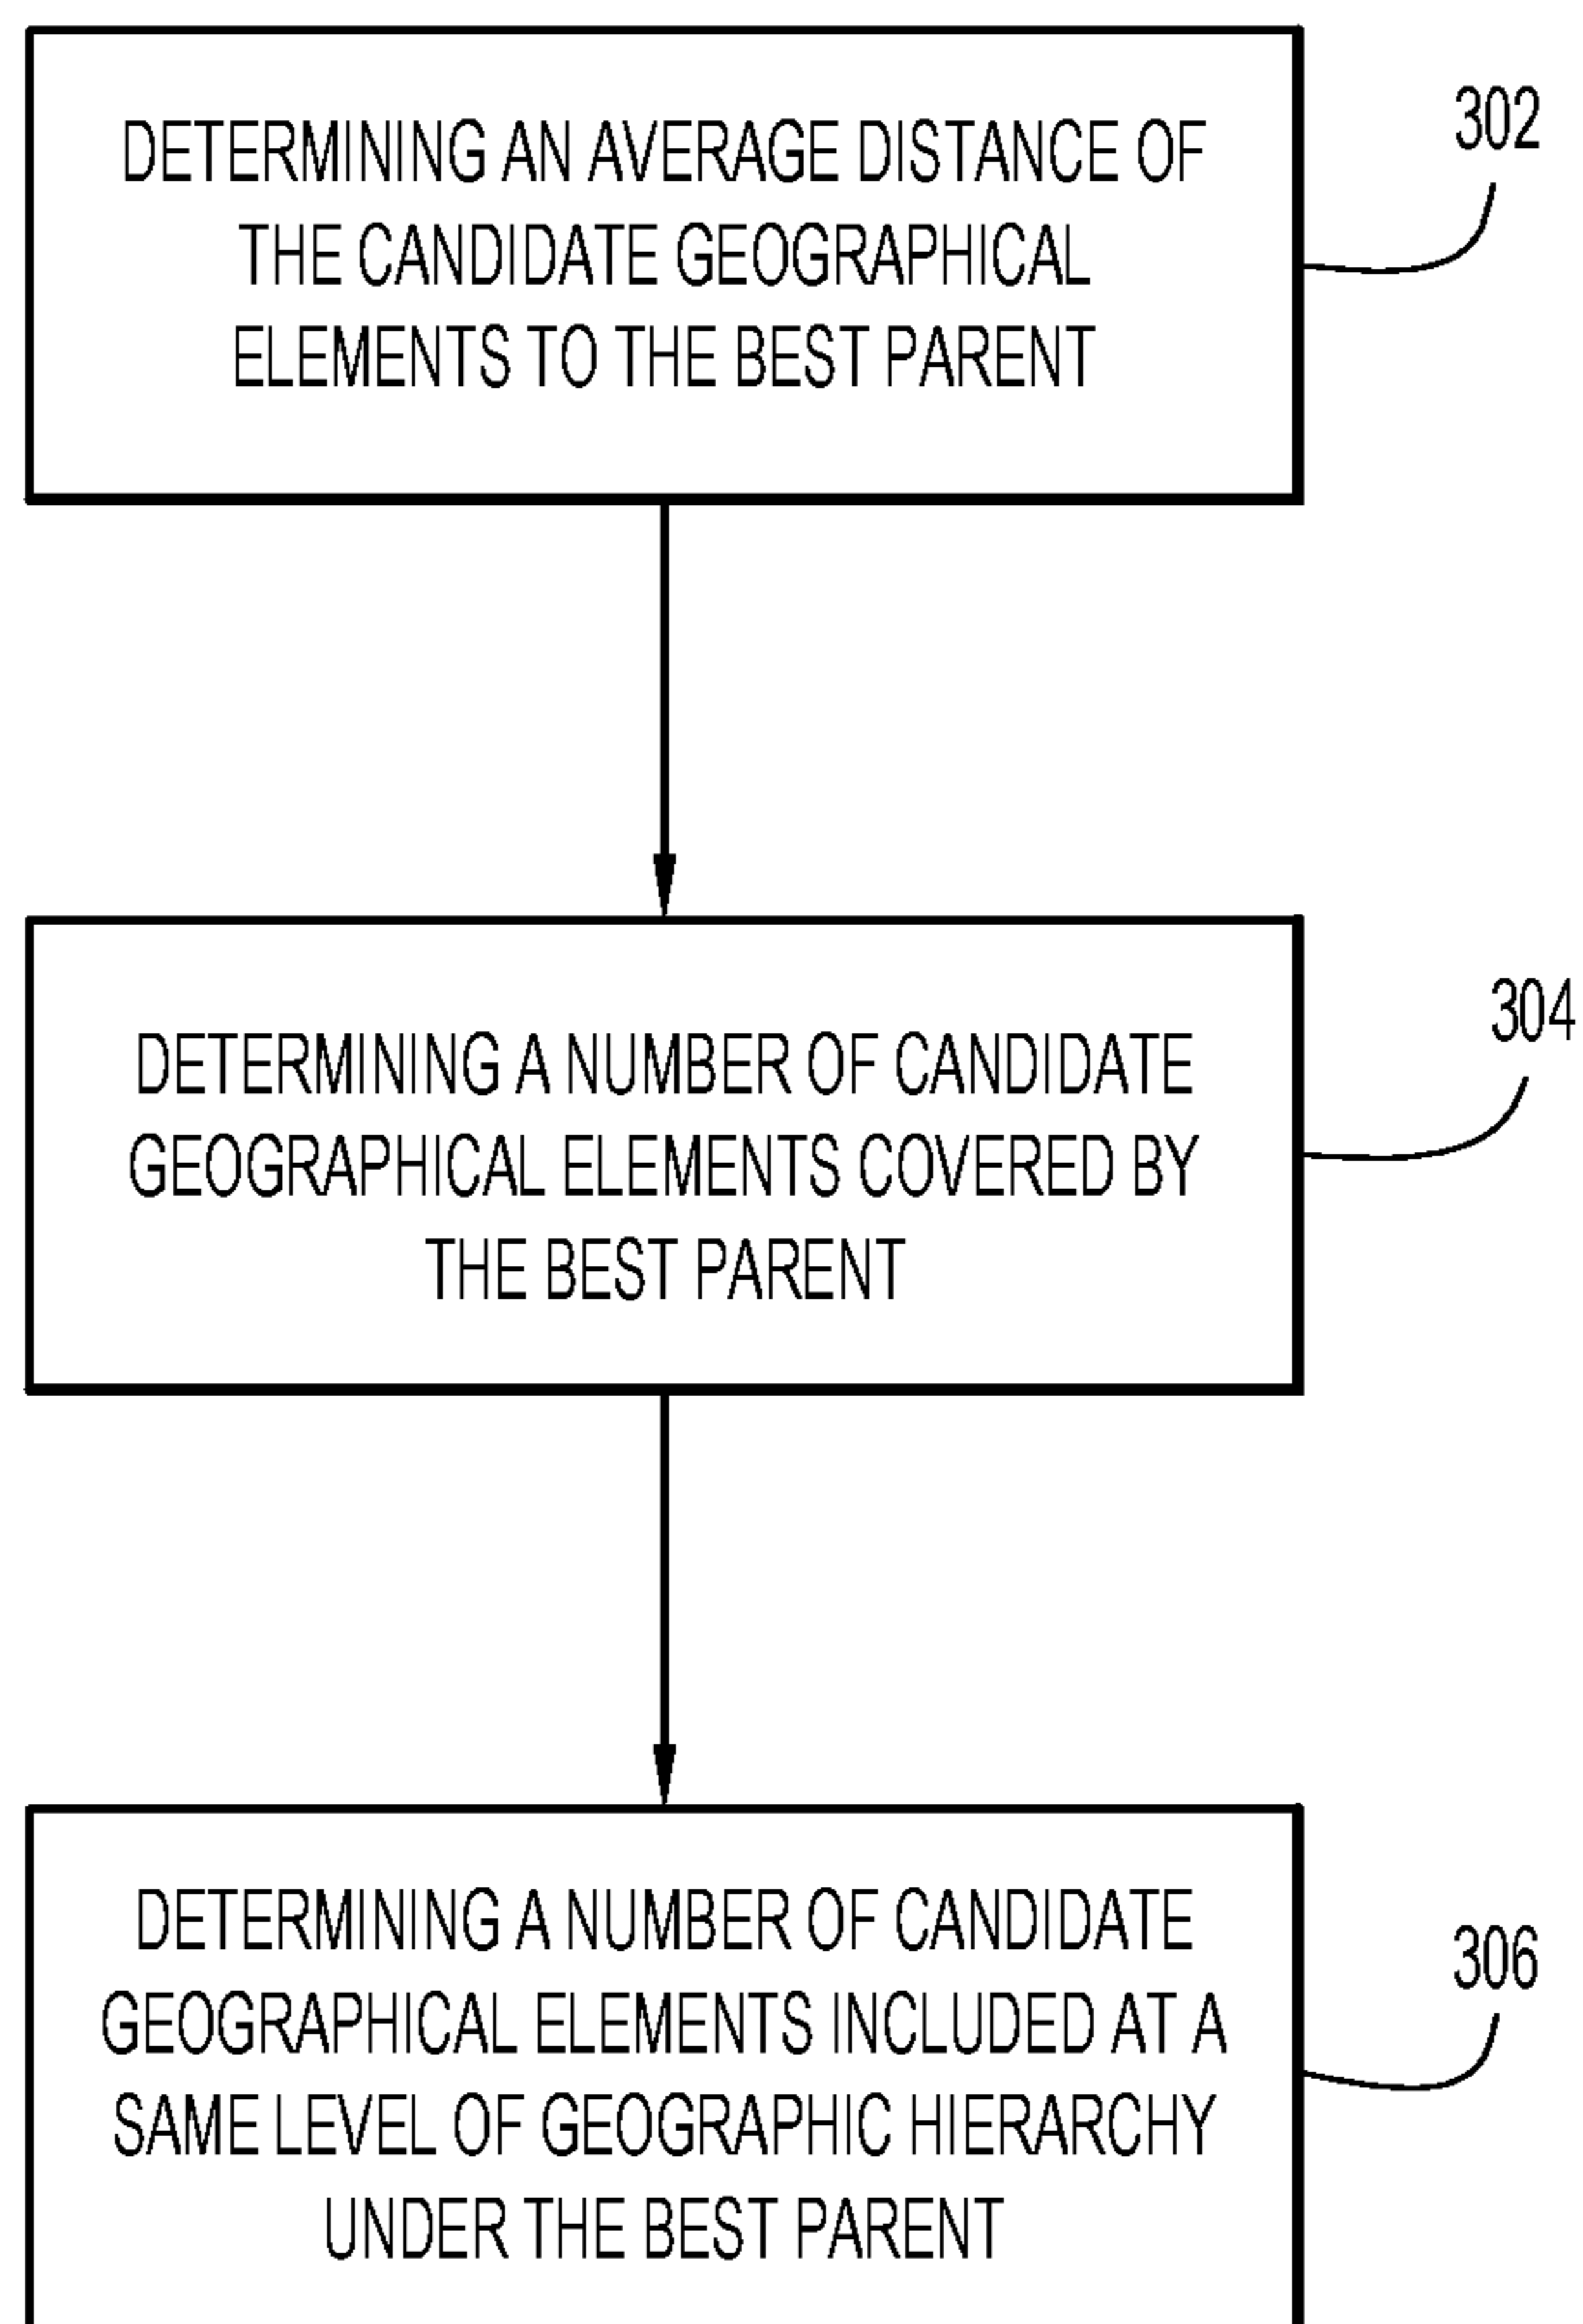 DETERMINING AN AVERAGE DISTANCE OF
THE CANDIDATE GEOGRAPHICAL
ELEMENTS TO THE BEST PARENT
302
DETERMINING A NUMBER OF CANDIDATE
GEOGRAPHICAL ELEMENTS COVERED BY
THE BEST PARENT
304
DETERMINING A NUMBER OF CANDIDATE
GEOGRAPHICAL ELEMENTS INCLUDED AT A
SAME LEVEL OF GEOGRAPHIC HIERARCHY
UNDER THE BEST PARENT
306